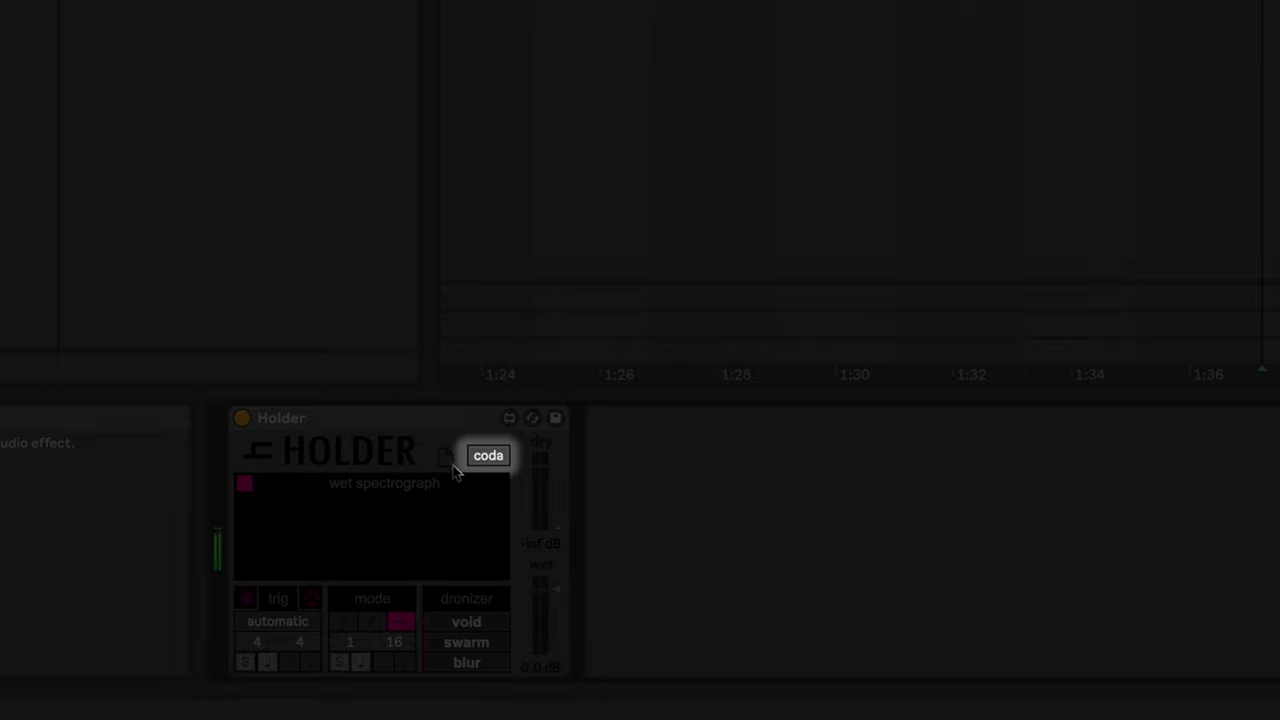 1:24 1:26 1:28 1:30 1:32 1:34 1:36
udio effect.
Holder
HOLDER
coda
dry
wet spectrograph
-inf dB
wet
trig
mode
dronizer
automatic
void
4 4
1 16
swarm
S
S
blur
0.0 dB